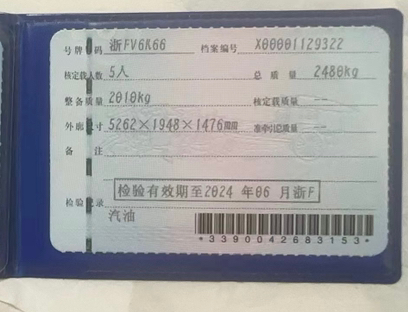 号牌号码 浙FV6K66 档案编号 X00001129322
核定载人数 5人 总质量 2480kg
整备质量 2010kg 核定载质量 --
外廓尺寸 5262×1948×1476mm 准牵引总质量 --
备注
检验有效期至2024年06月浙F
检验记录
汽油
*3390042683153*